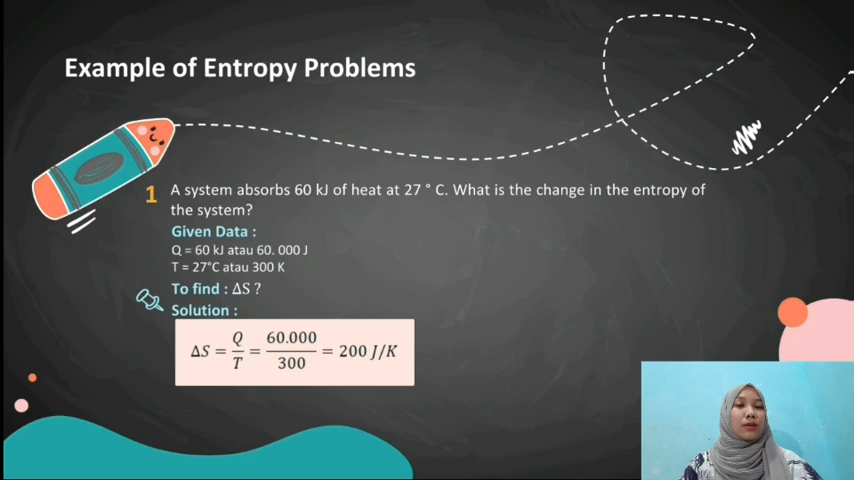 Example of Entropy Problems
1 A system absorbs 60 kJ of heat at 27 ° C. What is the change in the entropy of
the system?
Given Data :
Q = 60 kJ atau 60. 000 J
T = 27°C atau 300 K
To find : ΔS ?
Solution :
ΔS = Q/T = 60.000/300 = 200 J/K